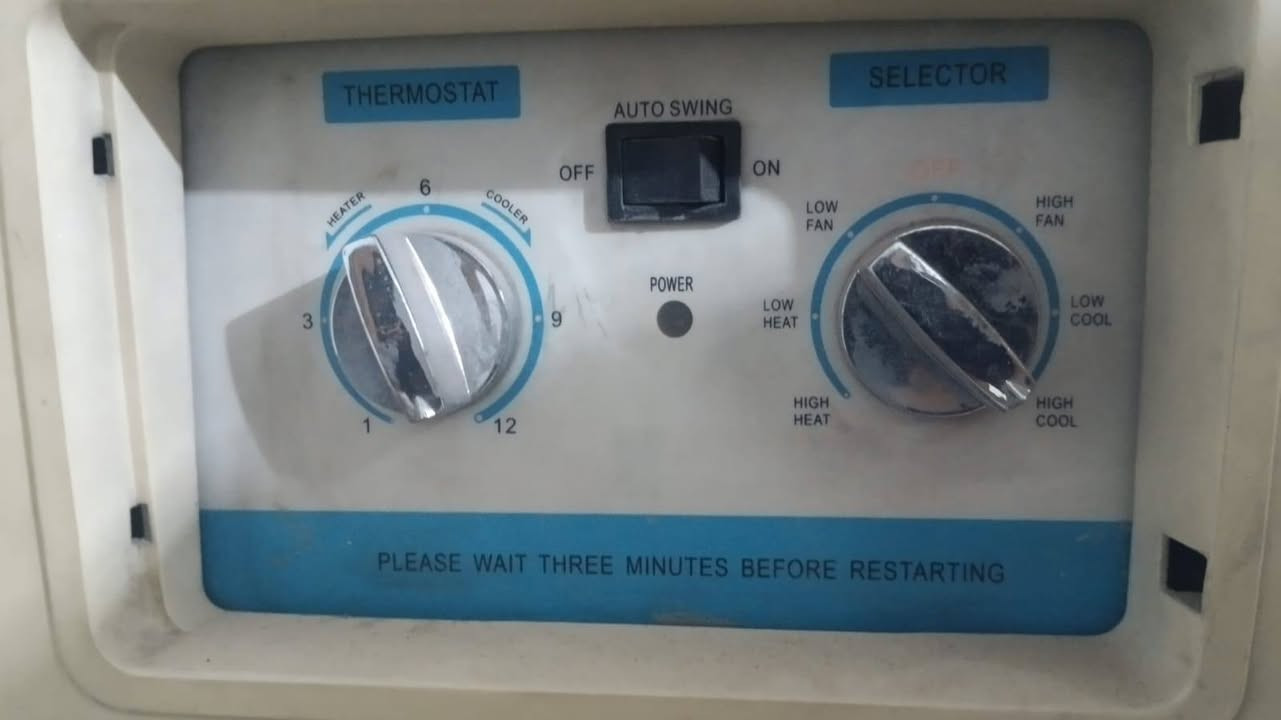 THERMOSTAT
SELECTOR
AUTO SWING
OFF
ON
HEATER
6
COOLER
3
9
1
12
POWER
OFF
LOW
FAN
HIGH
FAN
LOW
HEAT
LOW
COOL
HIGH
HEAT
HIGH
COOL
PLEASE WAIT THREE MINUTES BEFORE RESTARTING